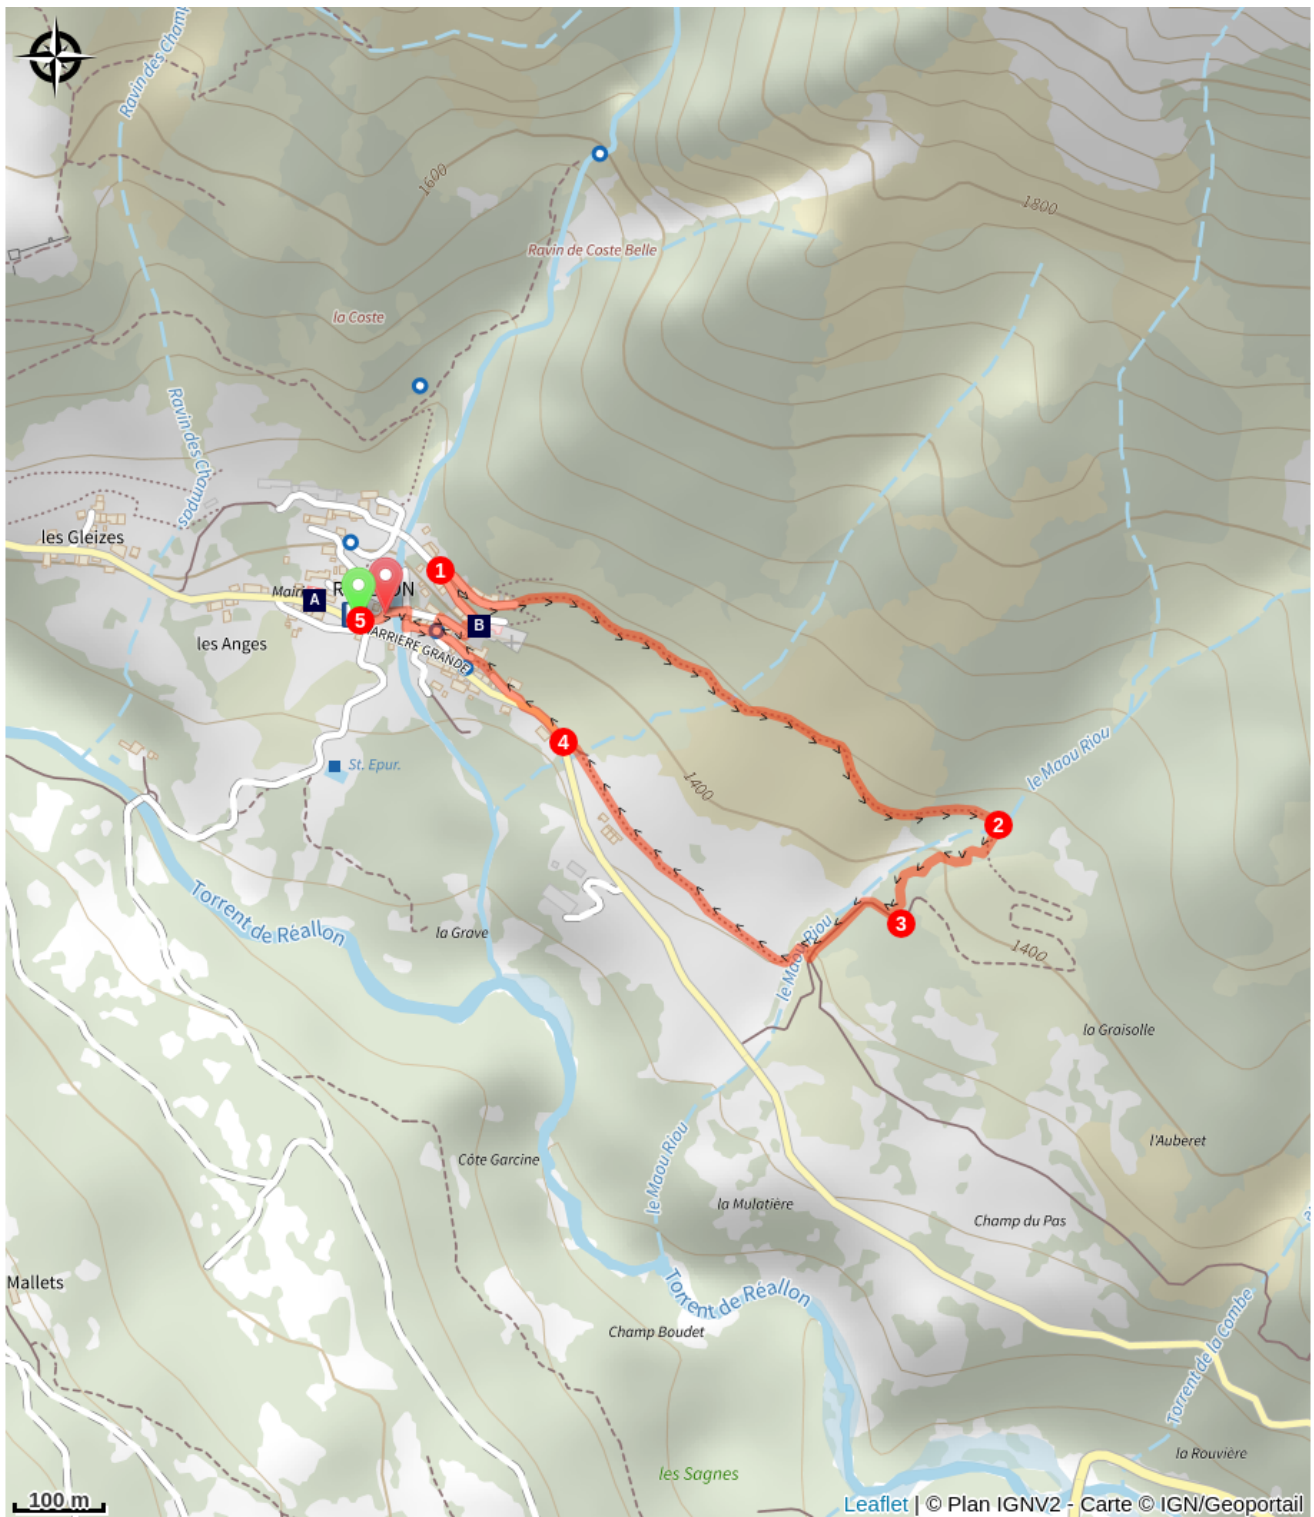 Ravin des Cham
1600
1800
Ravin de Coste Belle
la Coste
Ravin des Champs
les Gleizes
1
Mairie
A
5
B
les Anges
ARRIERE GRANDE
4
St. Epur.
1400
le Maou Riou
2
Torrent de Réallon
la Grave
3
le Maou Riou
1400
la Graisolle
le Maou Riou
l'Auberet
Côte Garcine
la Mulatière
Champ du Pas
Mallets
Torrent de Réallon
Champ Boudet
Torrent de la Combe
la Rouvière
les Sagnes
100 m
Leaflet | © Plan IGNV2 - Carte © IGN/Geoportail